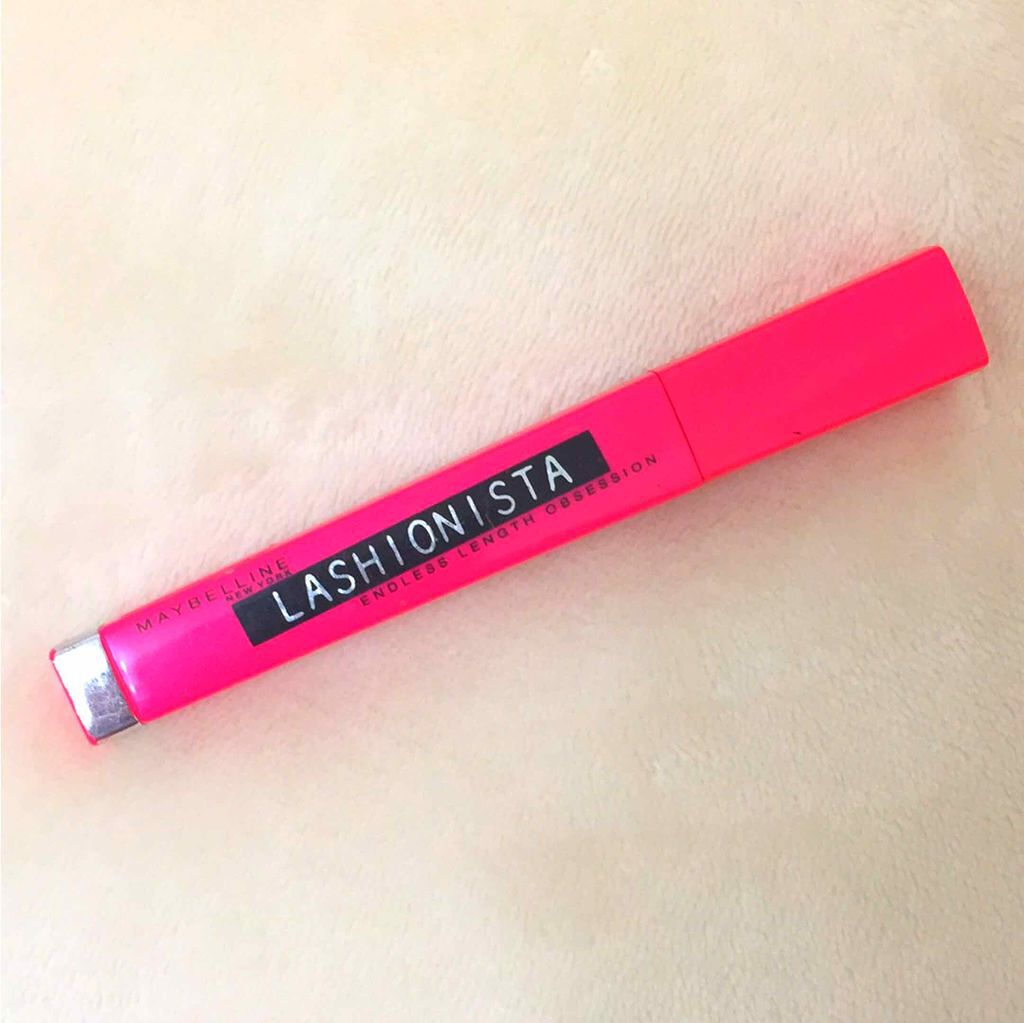 MAYBELLINE
NEW YORK
LASHIONISTA
ENDLESS LENGTH OBSESSION